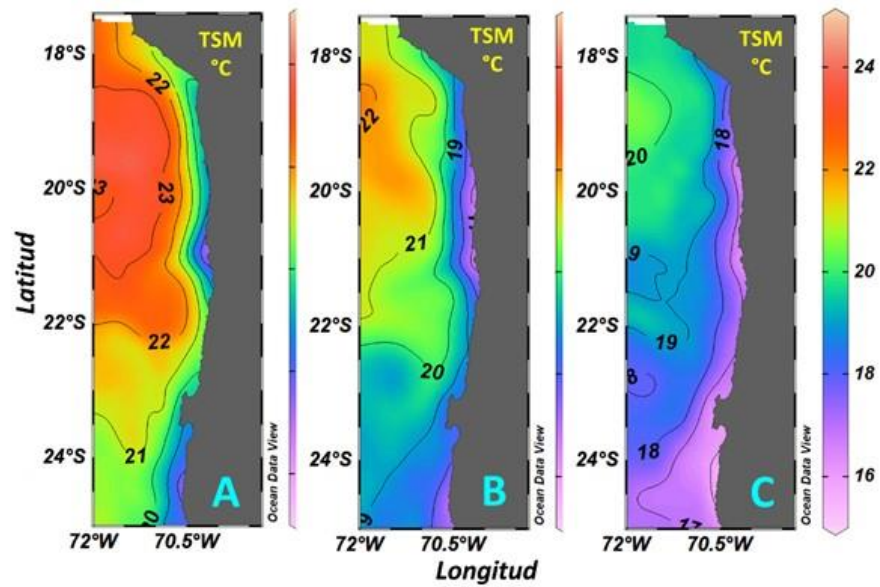 TSM
°C
22
23
3
22
21
20
18°S
20°S
22°S
24°S
72°W
70.5°W
Latitud
Ocean Data View
A
TSM
°C
22
19
21
20
9
18°S
20°S
22°S
24°S
72°W
70.5°W
Longitud
Ocean Data View
B
TSM
°C
18
20
9
19
8
18
17
18°S
20°S
22°S
24°S
72°W
70.5°W
Ocean Data View
C
24
22
20
18
16